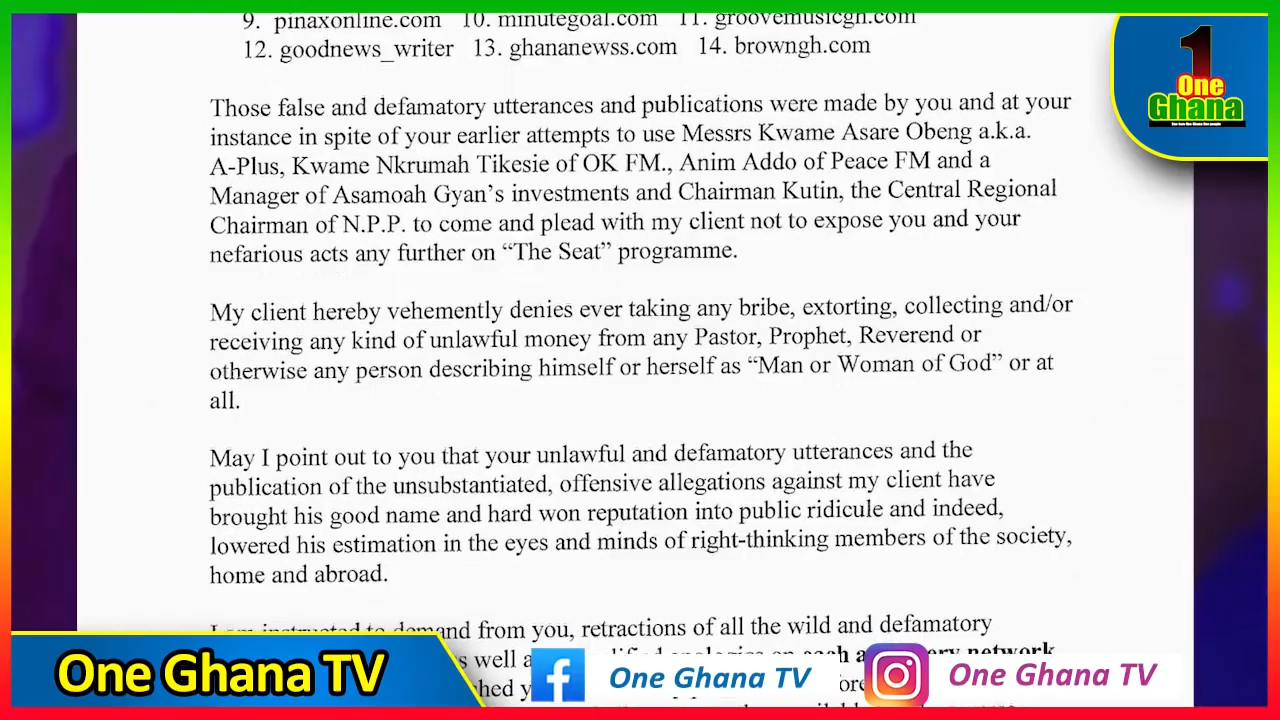 9. pinaxonline.com 10. minutegoal.com 11. groovemusicgh.com
12. goodnews_writer 13. ghananewss.com 14. browngh.com
Those false and defamatory utterances and publications were made by you and at your
instance in spite of your earlier attempts to use Messrs Kwame Asare Obeng a.k.a.
A-Plus, Kwame Nkrumah Tikesie of OK FM., Anim Addo of Peace FM and a
Manager of Asamoah Gyan's investments and Chairman Kutin, the Central Regional
Chairman of N.P.P. to come and plead with my client not to expose you and your
nefarious acts any further on “The Seat” programme.
My client hereby vehemently denies ever taking any bribe, extorting, collecting and/or
receiving any kind of unlawful money from any Pastor, Prophet, Reverend or
otherwise any person describing himself or herself as “Man or Woman of God” or at
all.
May I point out to you that your unlawful and defamatory utterances and the
publication of the unsubstantiated, offensive allegations against my client have
brought his good name and hard won reputation into public ridicule and indeed,
lowered his estimation in the eyes and minds of right-thinking members of the society,
home and abroad.
I am instructed to demand from you, retractions of all the wild and defamatory
1
One
Ghana
One Ghana TV
One Ghana TV
One Ghana TV